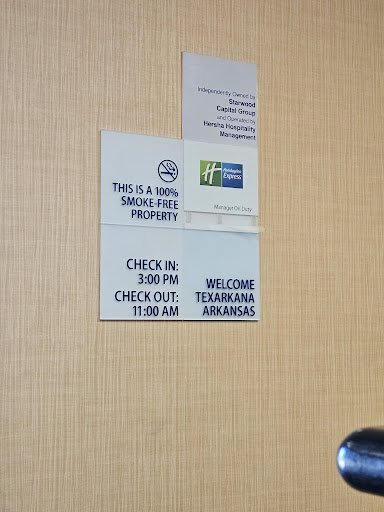 Independently Owned by
Starwood
Capital Group
and Operated by
Hersha Hospitality
Management
H
Holiday Inn
Express
Manager On Duty
THIS IS A 100%
SMOKE-FREE
PROPERTY
CHECK IN:
3:00 PM
CHECK OUT:
11:00 AM
WELCOME
TEXARKANA
ARKANSAS